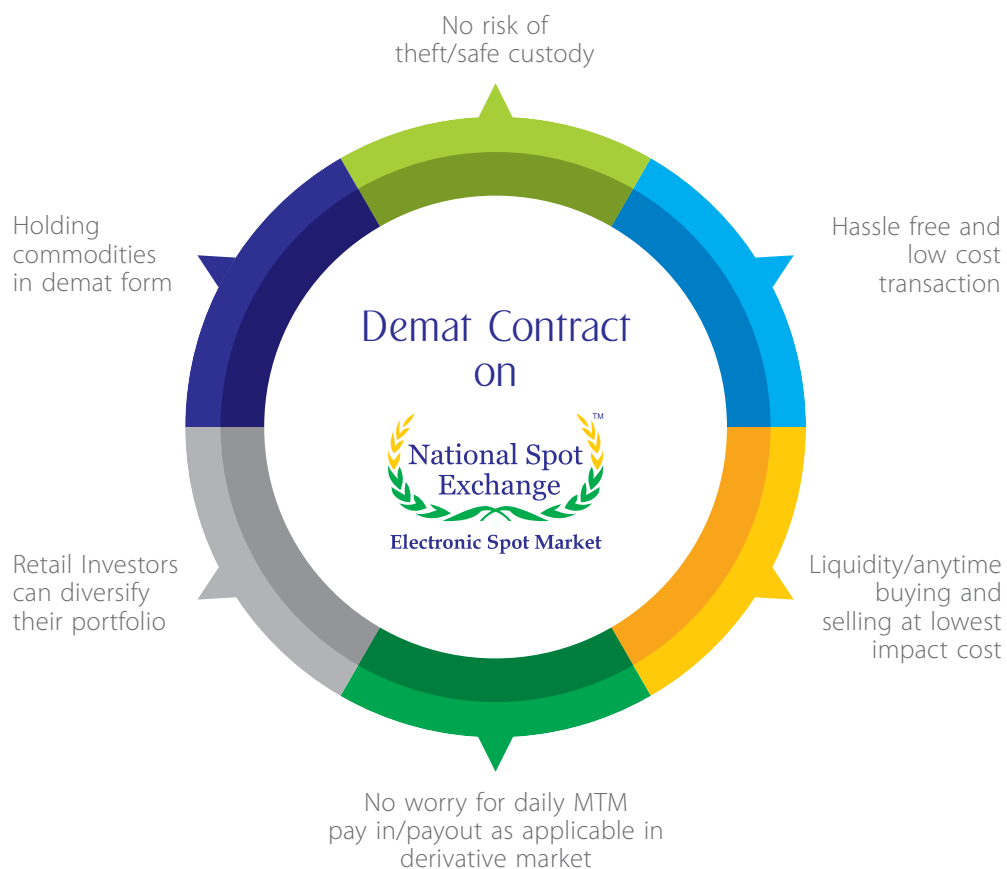 No risk of
theft/safe custody
Hassle free and
low cost
transaction
Liquidity/anytime
buying and
selling at lowest
impact cost
No worry for daily MTM
pay in/payout as applicable in
derivative market
Retail Investors
can diversify
their portfolio
Holding
commodities
in demat form
Demat Contract
on
TM
National Spot
Exchange
Electronic Spot Market